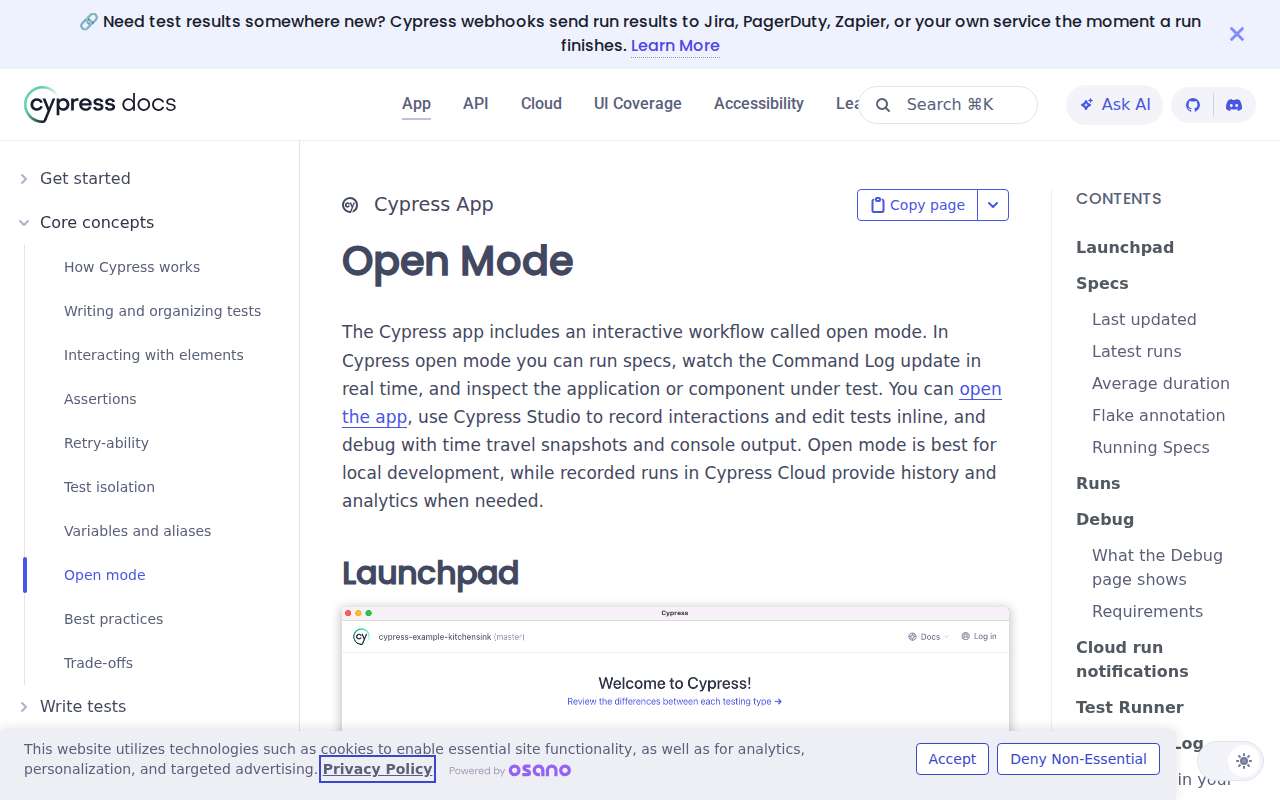 🔗 Need test results somewhere new? Cypress webhooks send run results to Jira, PagerDuty, Zapier, or your own service the moment a run
finishes. Learn More
cypress docs
App
API
Cloud
UI Coverage
Accessibility
Lea
Search ⌘K
Ask AI
Get started
Core concepts
How Cypress works
Writing and organizing tests
Interacting with elements
Assertions
Retry-ability
Test isolation
Variables and aliases
Open mode
Best practices
Trade-offs
Write tests
cy Cypress App
Copy page
Open Mode
The Cypress app includes an interactive workflow called open mode. In
Cypress open mode you can run specs, watch the Command Log update in
real time, and inspect the application or component under test. You can open
the app, use Cypress Studio to record interactions and edit tests inline, and
debug with time travel snapshots and console output. Open mode is best for
local development, while recorded runs in Cypress Cloud provide history and
analytics when needed.
Launchpad
Cypress
cy cypress-example-kitchensink (master)
Docs
Log in
Welcome to Cypress!
Review the differences between each testing type →
CONTENTS
Launchpad
Specs
Last updated
Latest runs
Average duration
Flake annotation
Running Specs
Runs
Debug
What the Debug
page shows
Requirements
Cloud run
notifications
Test Runner
Log
in your
This website utilizes technologies such as cookies to enable essential site functionality, as well as for analytics,
personalization, and targeted advertising. Privacy Policy
Powered by osano
Accept
Deny Non-Essential